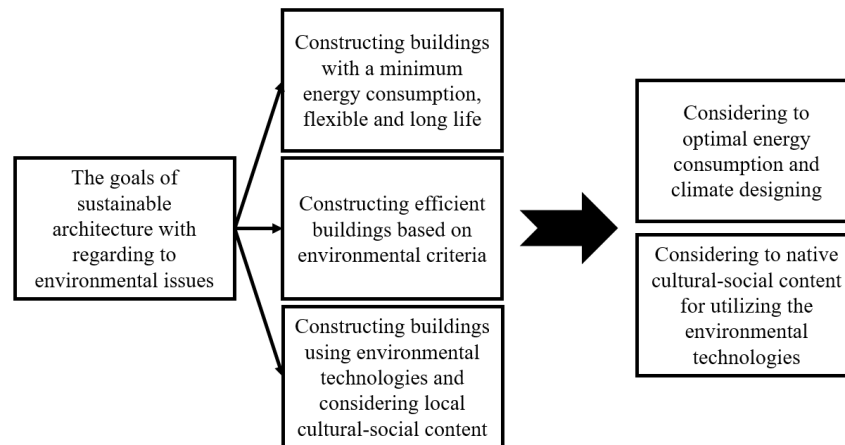 The goals of
sustainable
architecture with
regarding to
environmental issues
Constructing buildings
with a minimum
energy consumption,
flexible and long life
Constructing efficient
buildings based on
environmental criteria
Constructing buildings
using environmental
technologies and
considering local
cultural-social content
Considering to
optimal energy
consumption and
climate designing
Considering to native
cultural-social content
for utilizing the
environmental
technologies